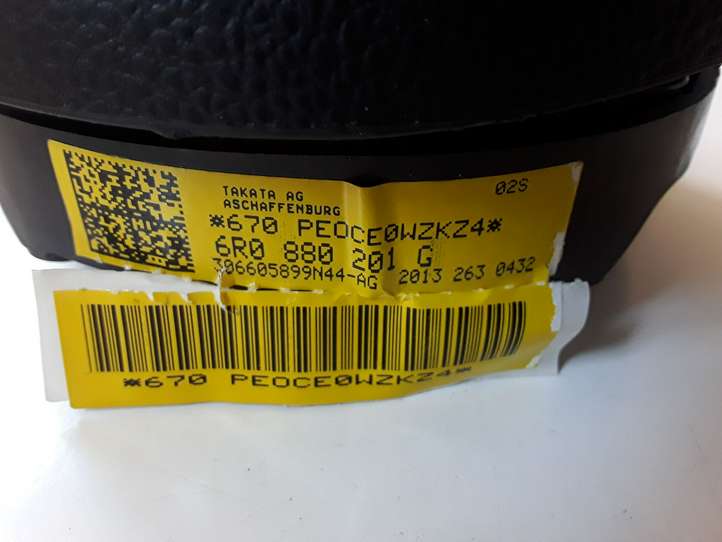 TAKATA AG
ASCHAFFENBURG
02S
*670 PEOCE0WZKZ4*
6R0 880 201 G
306605899N44-AG 2013 263 0432
*670 PEOCE0WZKZ4*